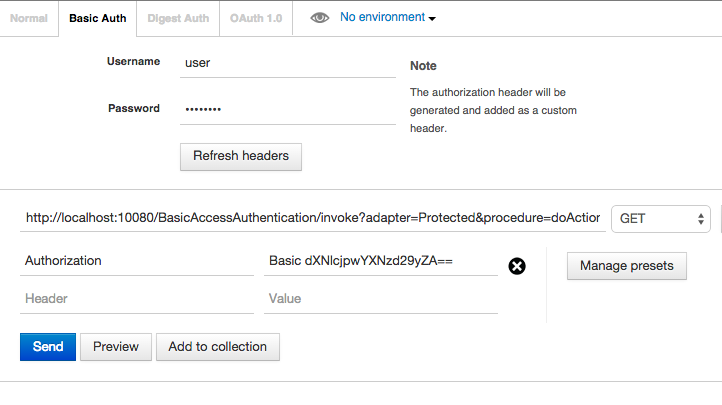 Normal Basic Auth Digest Auth OAuth 1.0 No environment
Username user
Note
The authorization header will be
generated and added as a custom
header.
Password ••••••••
Refresh headers
http://localhost:10080/BasicAccessAuthentication/invoke?adapter=Protected&procedure=doAction GET
Authorization Basic dXNlcjpwYXNzd29yZA== Manage presets
Header Value
Send Preview Add to collection